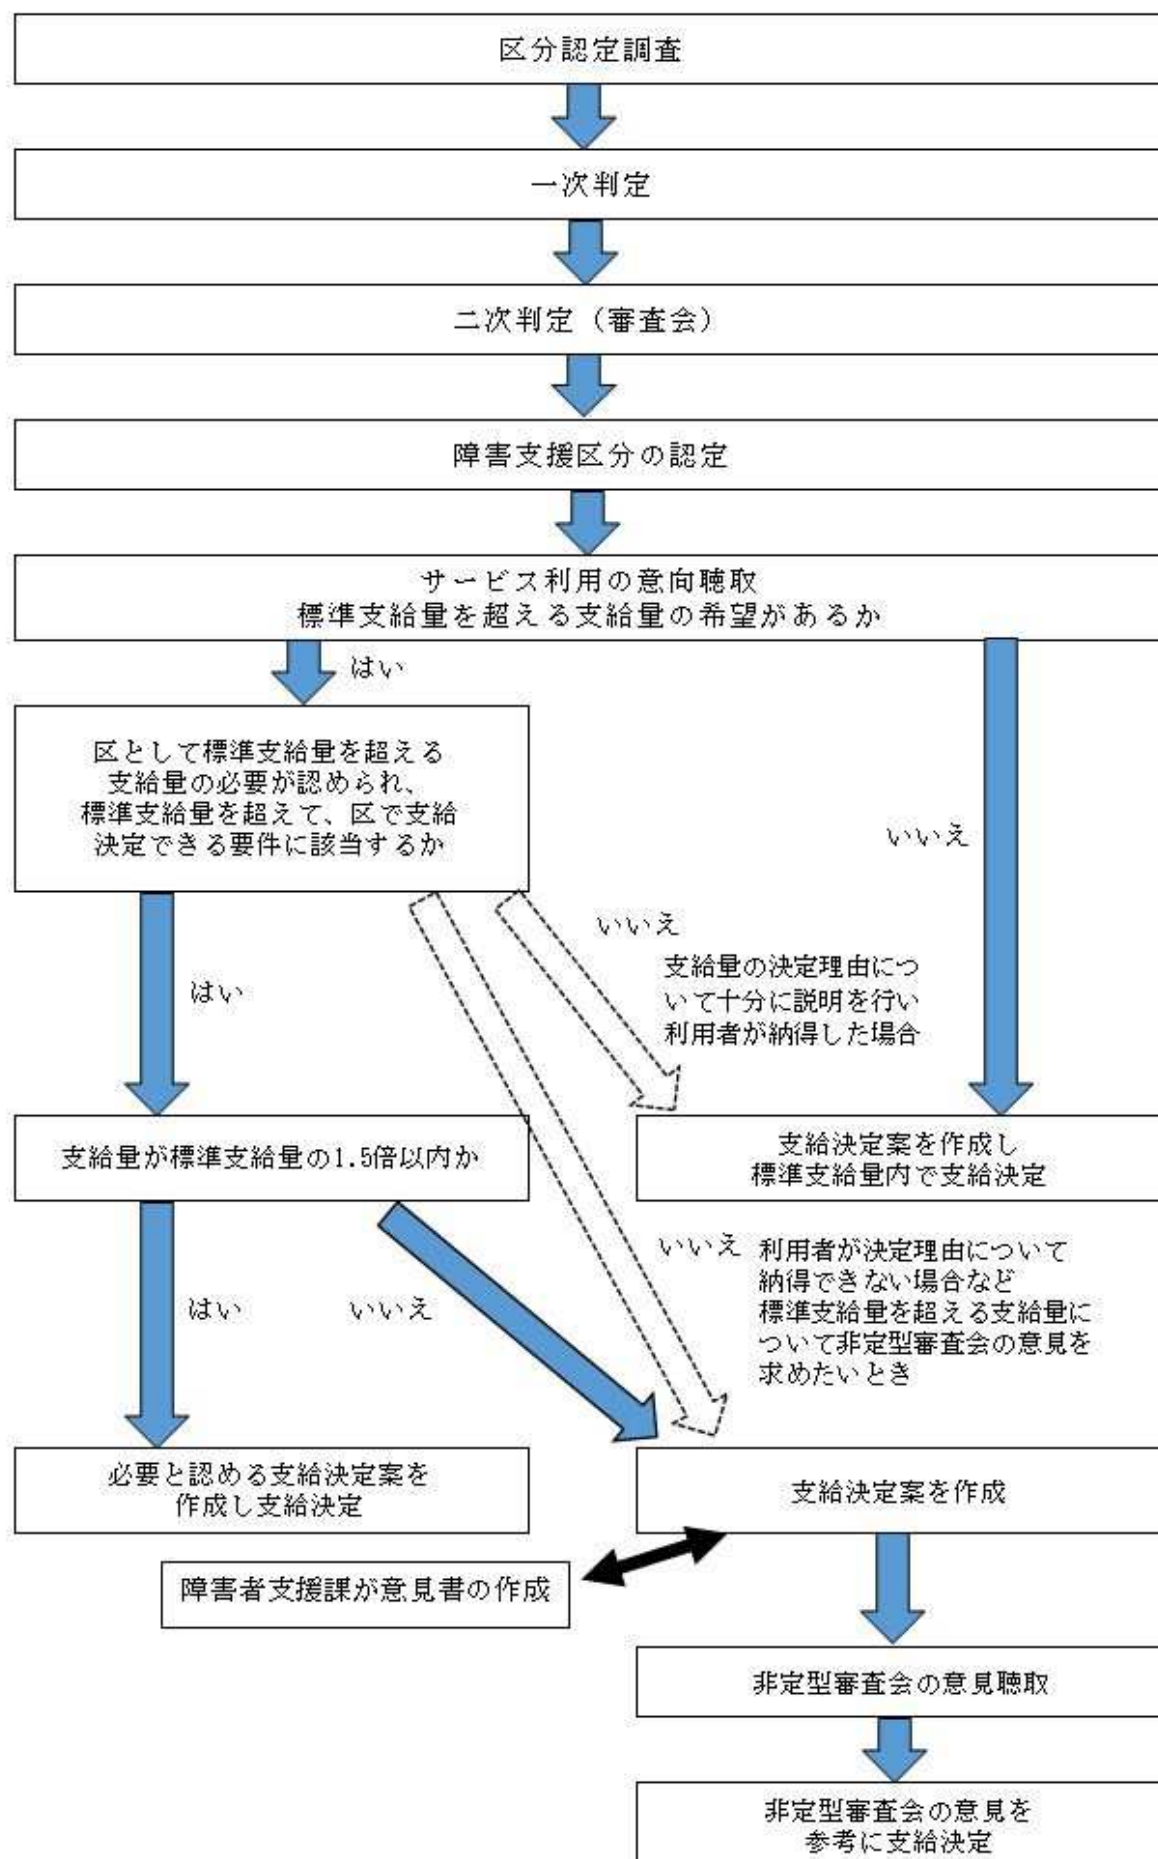 区分認定調査
一次判定
二次判定（審査会）
障害支援区分の認定
サービス利用の意向聴取
標準支給量を超える支給量の希望があるか
はい
区として標準支給量を超える
支給量の必要が認められ、
標準支給量を超えて、区で支給
決定できる要件に該当するか
いいえ
いいえ
支給量の決定理由につ
いて十分に説明を行い
利用者が納得した場合
はい
支給量が標準支給量の1.5倍以内か
支給決定案を作成し
標準支給量内で支給決定
いいえ
利用者が決定理由について
納得できない場合など
標準支給量を超える支給量に
ついて非定型審査会の意見を
求めたいとき
はい
いいえ
必要と認める支給決定案を
作成し支給決定
支給決定案を作成
障害者支援課が意見書の作成
非定型審査会の意見聴取
非定型審査会の意見を
参考に支給決定